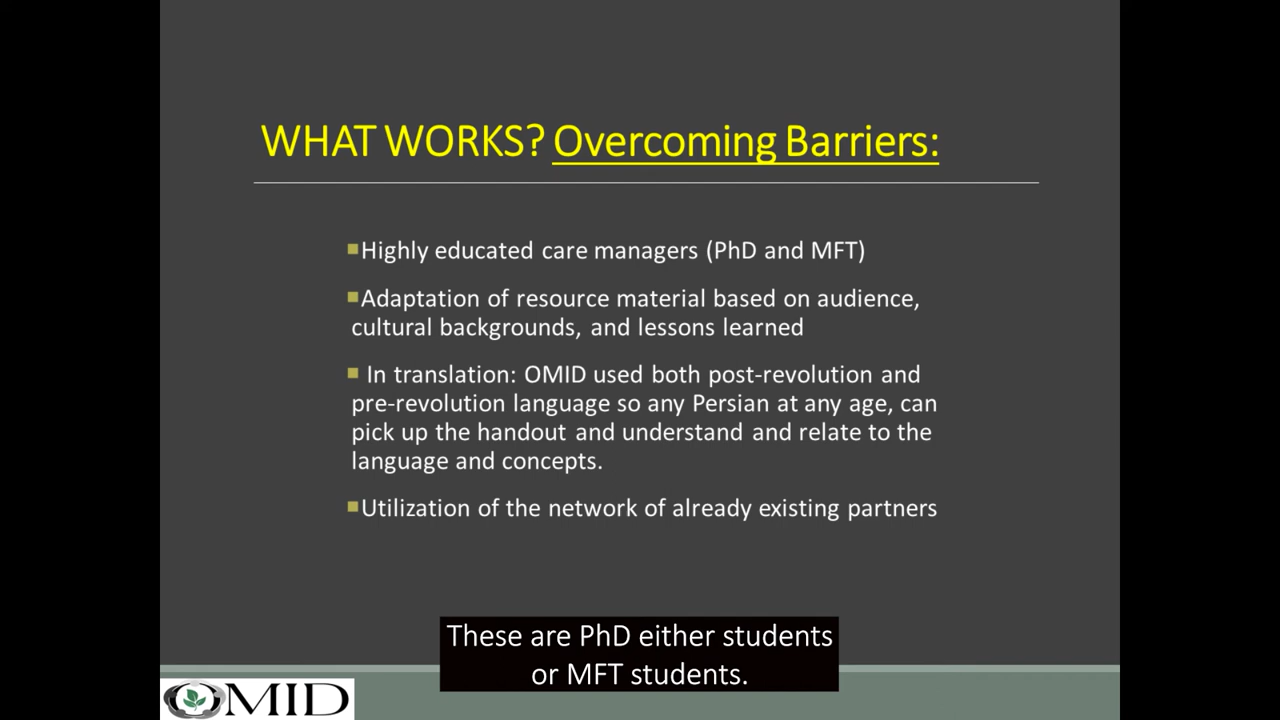 WHAT WORKS? Overcoming Barriers:
Highly educated care managers (PhD and MFT)
Adaptation of resource material based on audience,
cultural backgrounds, and lessons learned
In translation: OMID used both post-revolution and
pre-revolution language so any Persian at any age, can
pick up the handout and understand and relate to the
language and concepts.
Utilization of the network of already existing partners
These are PhD either students
or MFT students.
OMID